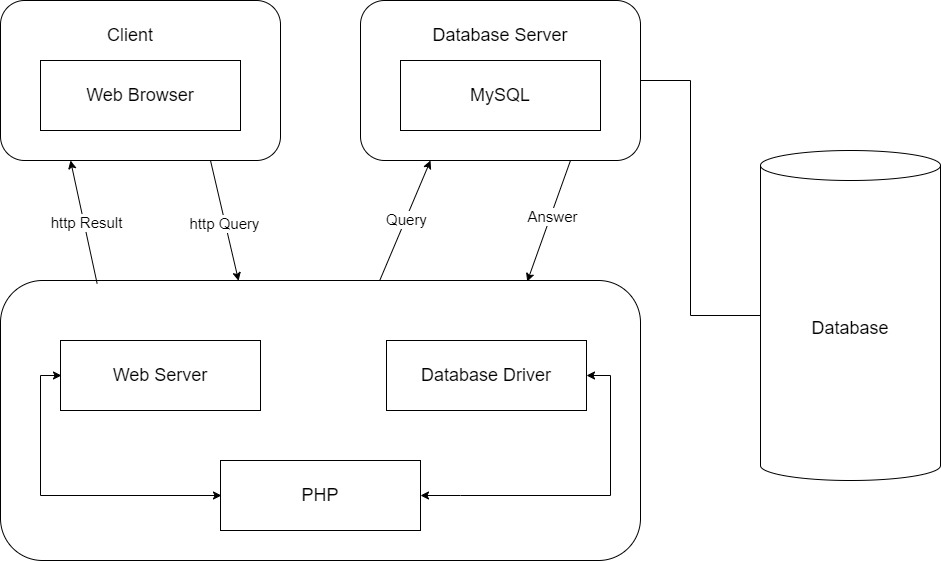 Client
Web Browser
Database Server
MySQL
http Result
http Query
Query
Answer
Database
Web Server
Database Driver
PHP